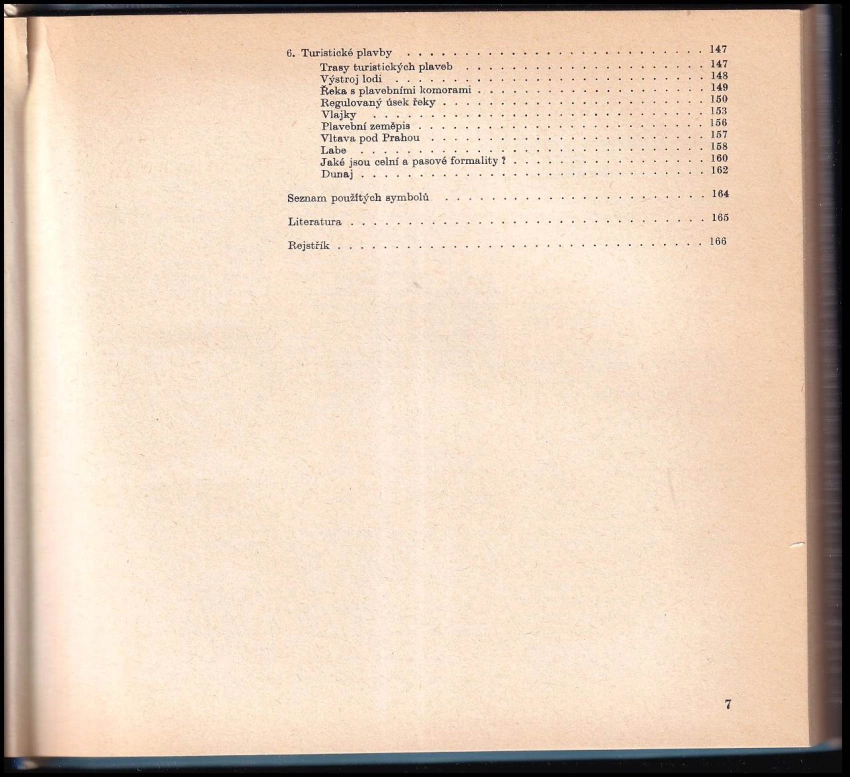 6. Turistické plavby . . . . . . . . . . . . . . . . . . . . 147
Trasy turistických plaveb . . . . . . . . . . . . . . . . . 147
Výstroj lodí . . . . . . . . . . . . . . . . . . . . . . 148
Řeka s plavebními komorami . . . . . . . . . . . . . . . . 149
Regulovaný úsek řeky . . . . . . . . . . . . . . . . . . 150
Vlajky . . . . . . . . . . . . . . . . . . . . . . . 153
Plavební zeměpis . . . . . . . . . . . . . . . . . . . . 156
Vltava pod Prahou . . . . . . . . . . . . . . . . . . . 157
Labe . . . . . . . . . . . . . . . . . . . . . . . . 158
Jaké jsou celní a pasové formality ? . . . . . . . . . . . . . 160
Dunaj . . . . . . . . . . . . . . . . . . . . . . . . 162
Seznam použitých symbolů . . . . . . . . . . . . . . . . . . 164
Literatura . . . . . . . . . . . . . . . . . . . . . . . . 165
Rejstřík . . . . . . . . . . . . . . . . . . . . . . . . . 166
7